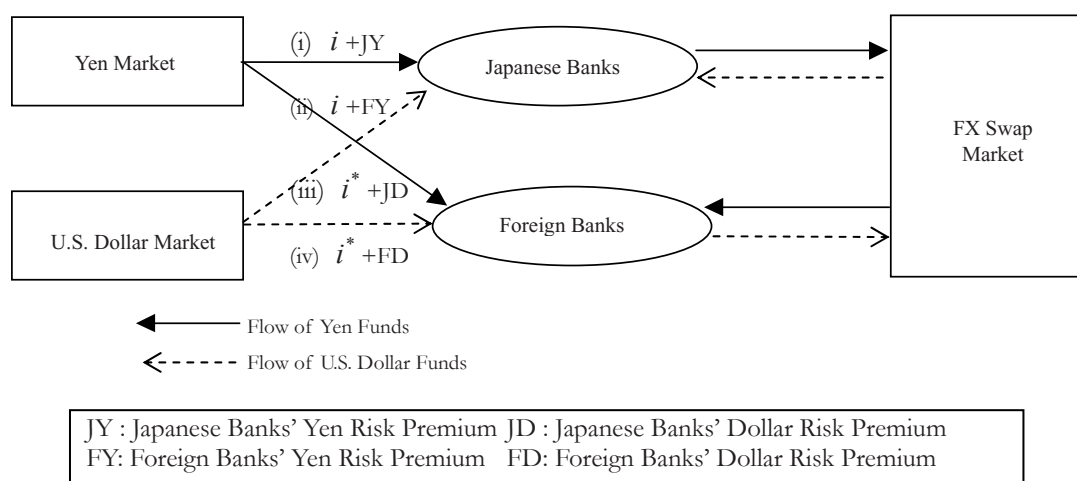 Yen Market
(i) i +JY
Japanese Banks
(ii) i +FY
FX Swap
Market
U.S. Dollar Market
(iii) i* +JD
Foreign Banks
(iv) i* +FD
Flow of Yen Funds
Flow of U.S. Dollar Funds
JY : Japanese Banks’ Yen Risk Premium JD : Japanese Banks’ Dollar Risk Premium
FY: Foreign Banks’ Yen Risk Premium FD: Foreign Banks’ Dollar Risk Premium